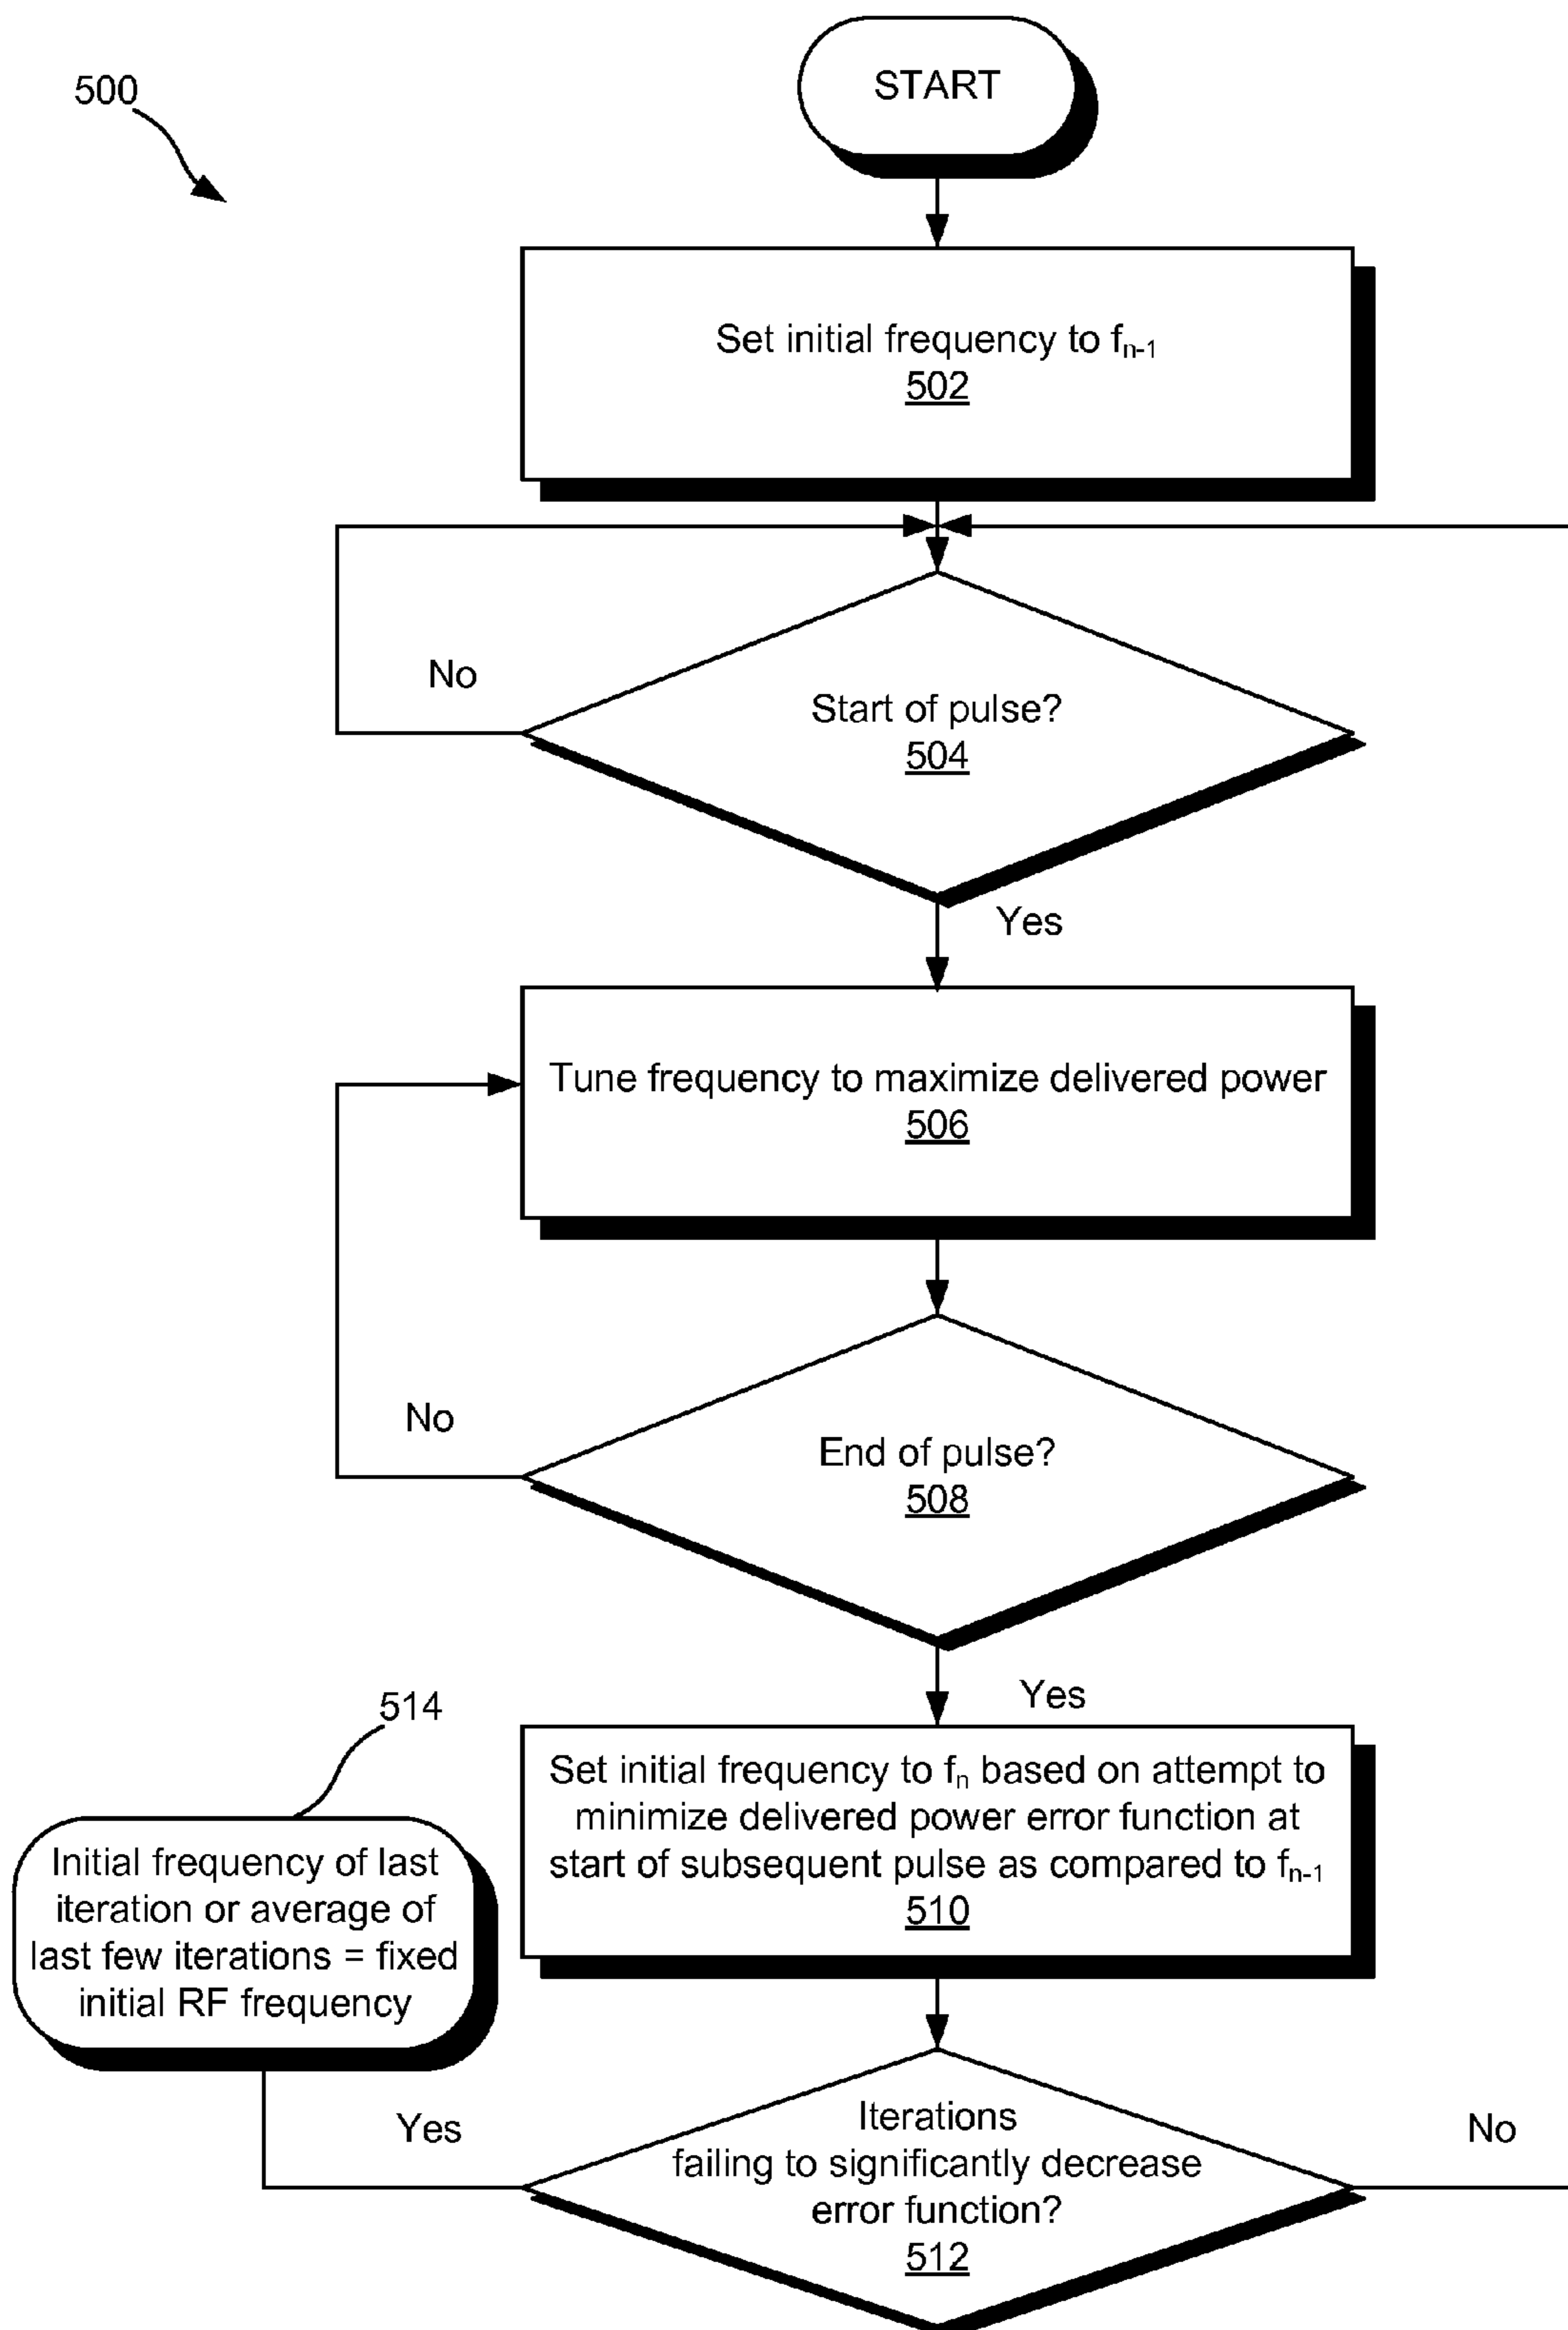 500
START
Set initial frequency to fn-1
502
No
Start of pulse?
504
Yes
Tune frequency to maximize delivered power
506
No
End of pulse?
508
Yes
514
Set initial frequency to fn based on attempt to
minimize delivered power error function at
start of subsequent pulse as compared to fn-1
510
Initial frequency of last
iteration or average of
last few iterations = fixed
initial RF frequency
Yes
Iterations
failing to significantly decrease
error function?
512
No